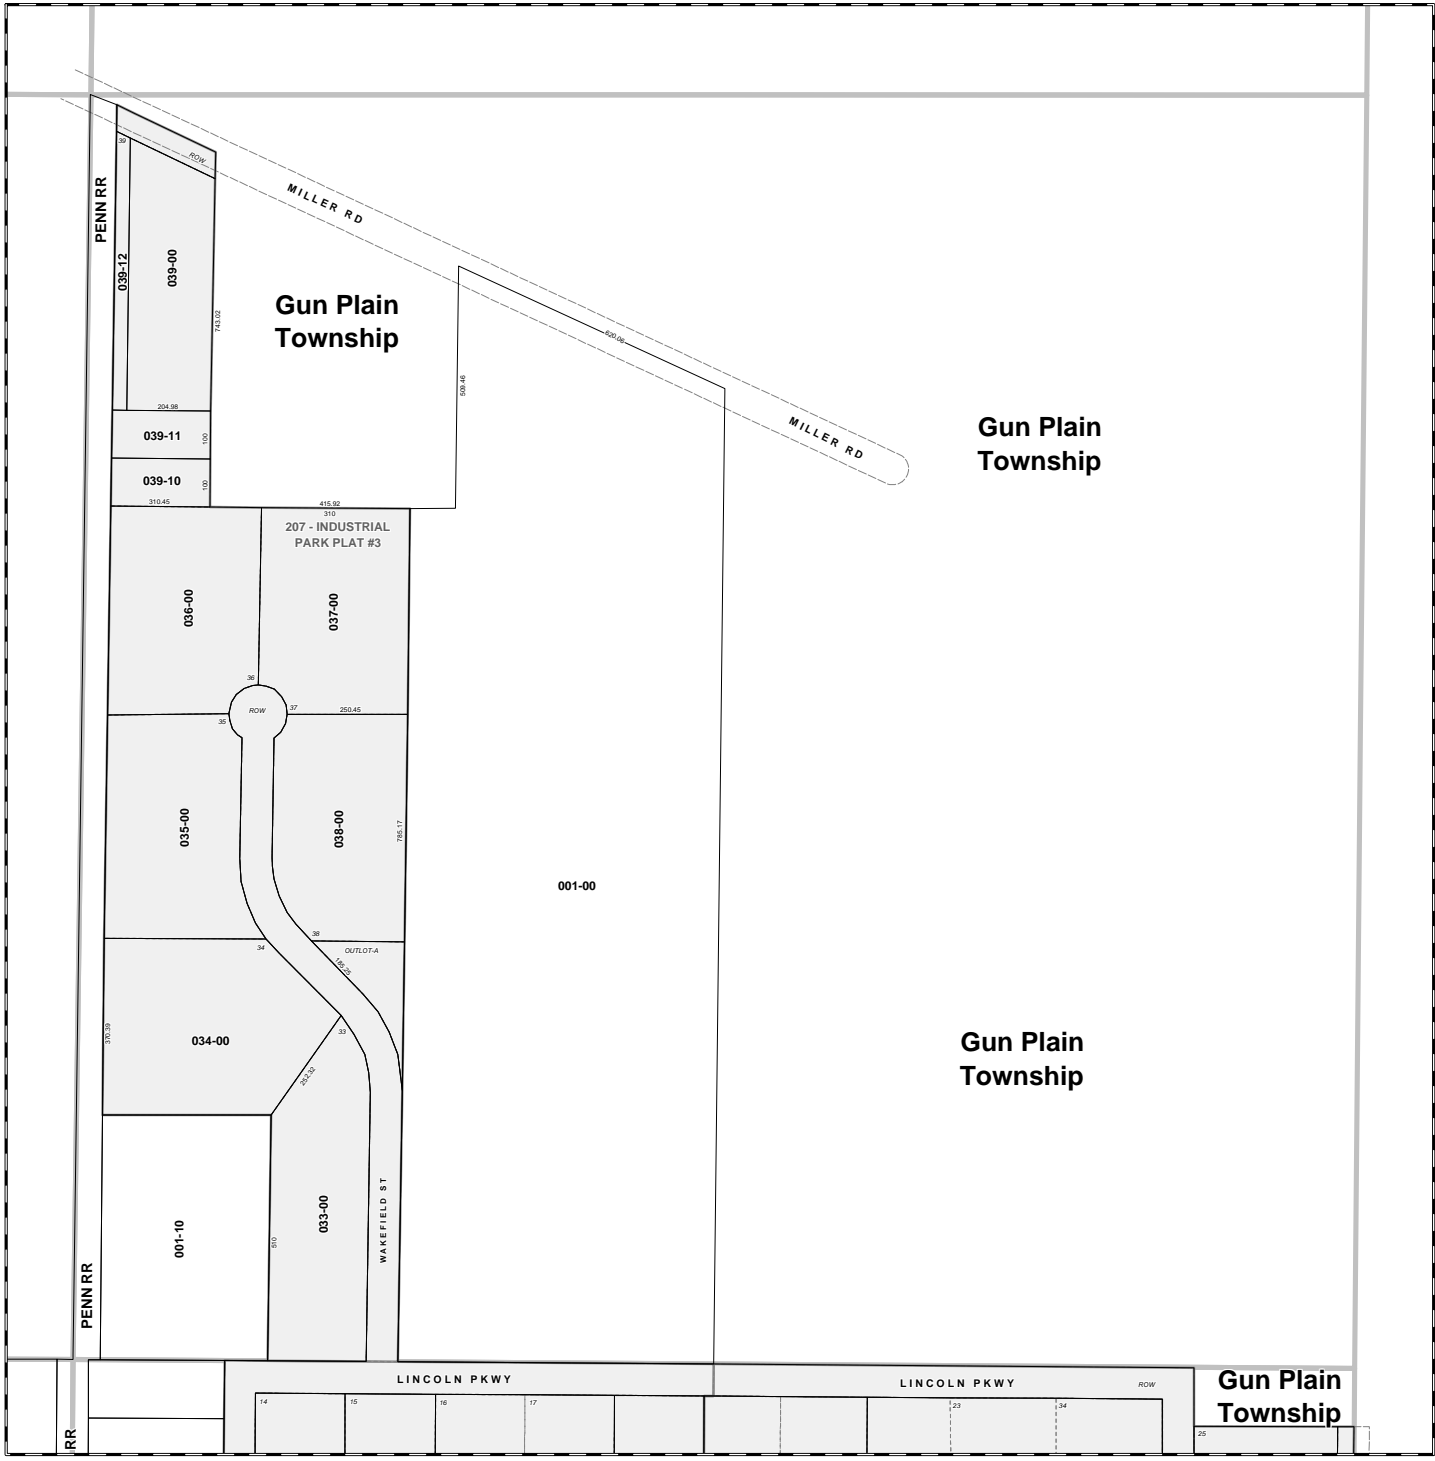 39
ROW
MILLER RD
PENN RR
039-12
039-00
Gun Plain
Township
743.02
620.06
509.46
204.98
MILLER RD
Gun Plain
Township
039-11
100
039-10
100
310.45
415.92
310
207 - INDUSTRIAL
PARK PLAT #3
036-00
037-00
36
ROW
37
250.45
35
035-00
038-00
785.17
001-00
38
34
OUTLOT-A
185.25
33
370.39
034-00
252.32
Gun Plain
Township
001-10
510
033-00
WAKEFIELD ST
PENN RR
LINCOLN PKWY
LINCOLN PKWY
ROW
Gun Plain
Township
14
15
16
17
23
34
25
RR